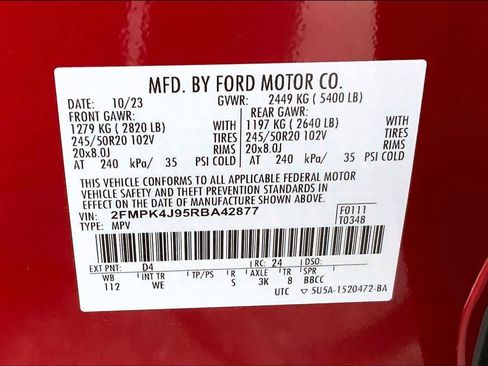 MFD. BY FORD MOTOR CO.
DATE: 10/23 GVWR: 2449 KG ( 5400 LB)
FRONT GAWR: REAR GAWR:
1279 KG ( 2820 LB) WITH 1197 KG ( 2640 LB) WITH
245/50R20 102V TIRES 245/50R20 102V TIRES
20x8.0J RIMS 20x8.0J RIMS
AT 240 kPa/ 35 PSI COLD AT 240 kPa/ 35 PSI COLD
THIS VEHICLE CONFORMS TO ALL APPLICABLE FEDERAL MOTOR
VEHICLE SAFETY AND THEFT PREVENTION STANDARDS IN
EFFECT ON THE DATE OF MANUFACTURE SHOWN ABOVE.
VIN: 2FMPK4J95RBA42877 F0111
TYPE: MPV T0348
EXT PNT: D4 RC: 24 DSO:
WB INT TR TP/PS R AXLE TR SPR
112 WE S 3K 8 BBCC
UTC 5U5A-1520472-BA